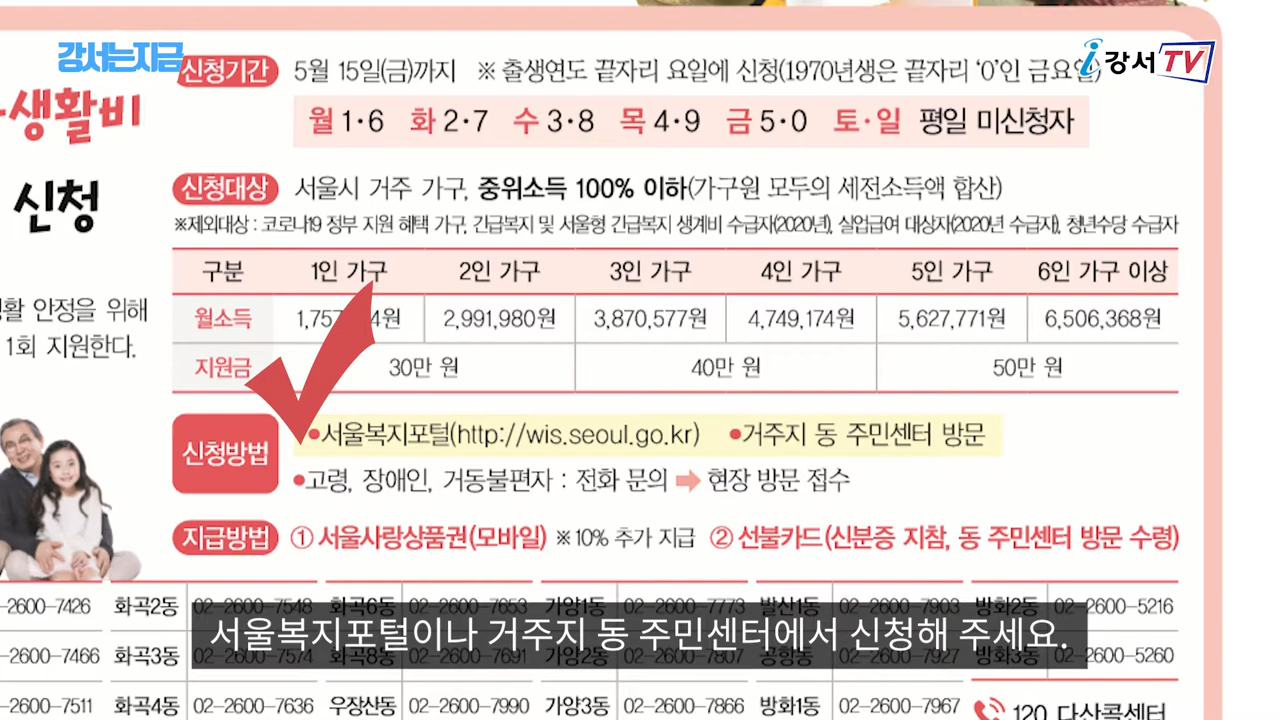 강서는지금
i 강서 TV
신청기간 5월 15일(금)까지 ※ 출생연도 끝자리 요일에 신청(1970년생은 끝자리 '0'인 금요일)
생활비
월 1·6 화 2·7 수 3·8 목 4·9 금 5·0 토·일 평일 미신청자
신청
신청대상 서울시 거주 가구, 중위소득 100% 이하(가구원 모두의 세전소득액 합산)
※제외대상 : 코로나19 정부 지원 혜택 가구, 긴급복지 및 서울형 긴급복지 생계비 수급자(2020년), 실업급여 대상자(2020년 수급자), 청년수당 수급자
구분 1인 가구 2인 가구 3인 가구 4인 가구 5인 가구 6인 가구 이상
월소득 2,991,980원 3,870,577원 4,749,174원 5,627,771원 6,506,368원
안정을 위해
1회 지원한다.
지원금 30만 원 40만 원 50만 원
신청방법 ●서울복지포털(http://wis.seoul.go.kr) ●거주지 동 주민센터 방문
●고령, 장애인, 거동불편자 : 전화 문의 ➡ 현장 방문 접수
지급방법 ① 서울사랑상품권(모바일) ※10% 추가 지급 ② 선불카드(신분증 지참, 동 주민센터 방문 수령)
-2600-7426 화곡2동 02-2600-7548 화곡6동 02-2600-7653 가양1동 02-2600-7773 발산1동 02-2600-7903 방화2동 02-2600-5216
서울복지포털이나 거주지 동 주민센터에서 신청해 주세요.
-2600-7466 화곡3동 02-2600-7574 화곡8동 02-2600-7691 가양2동 02-2600-7807 공항동 02-2600-7927 방화3동 02-2600-5260
-2600-7511 화곡4동 02-2600-7636 우장산동 02-2600-7990 가양3동 02-2600-7866 방화1동 02-2600-7967
120 다산콜센터